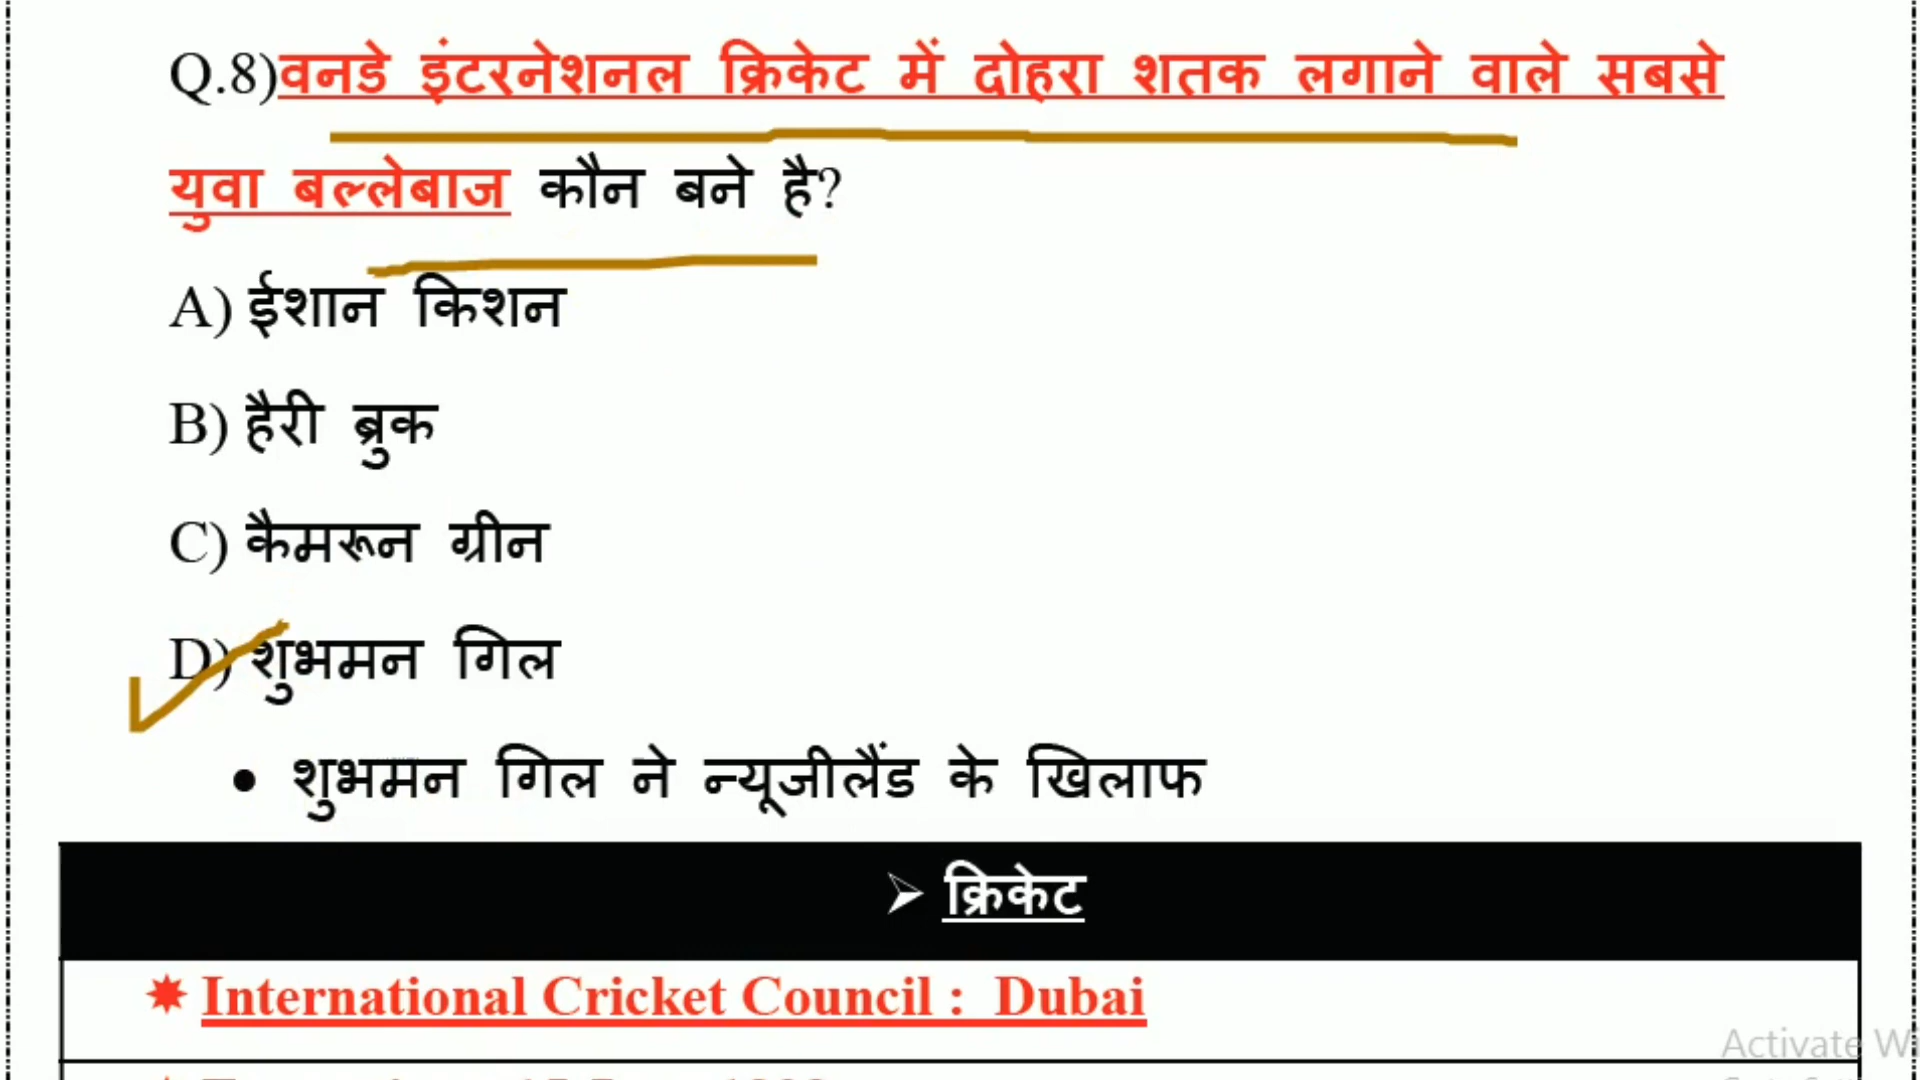 Q.8)वनडे इंटरनेशनल क्रिकेट में दोहरा शतक लगाने वाले सबसे
युवा बल्लेबाज कौन बने है?
A) ईशान किशन
B) हैरी ब्रुक
C) कैमरून ग्रीन
D) शुभमन गिल
• शुभमन गिल ने न्यूजीलैंड के खिलाफ
➤ क्रिकेट
✸ International Cricket Council : Dubai
Activate Wi